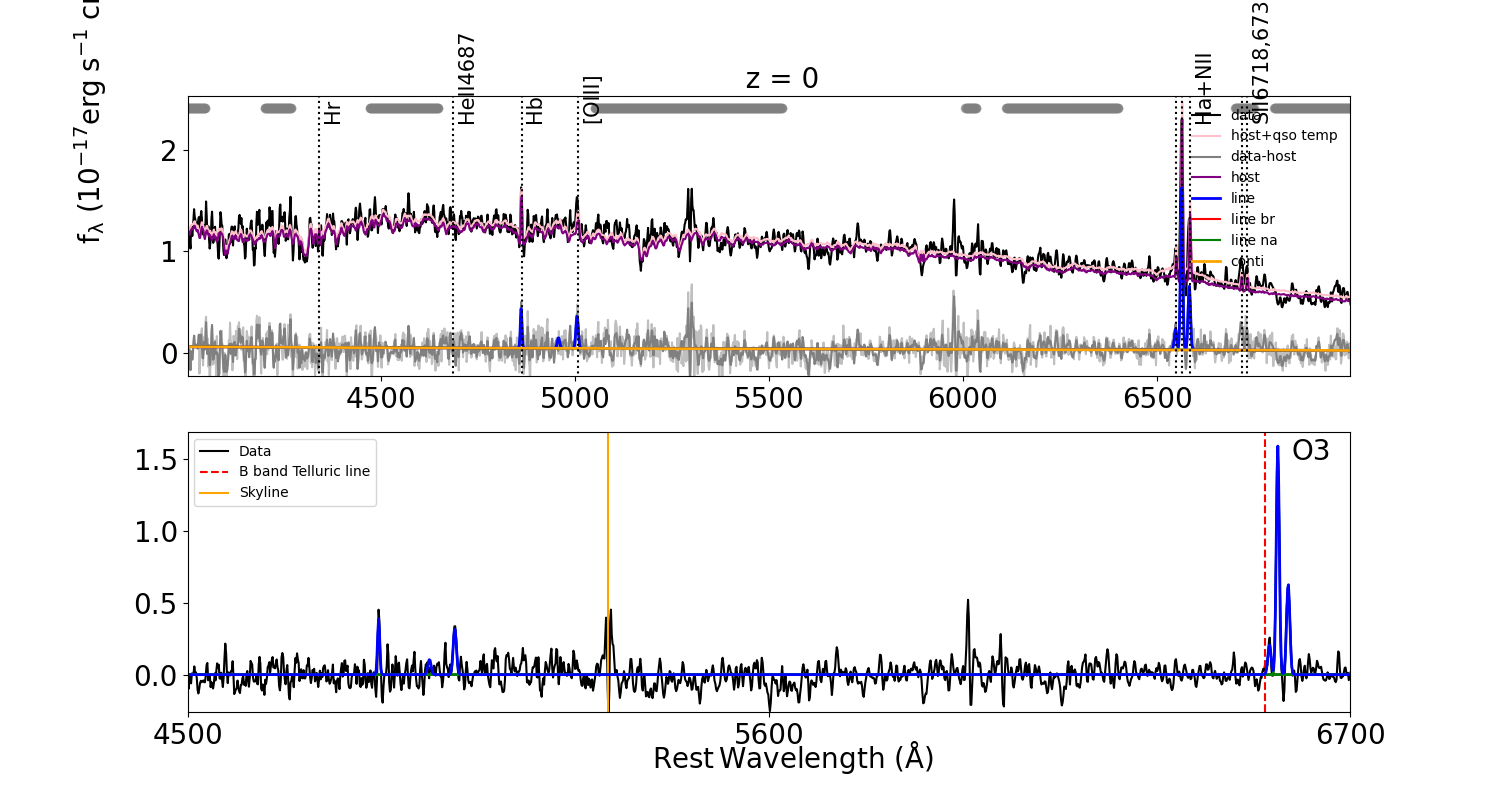 z = 0
f_λ (10^−17 erg s^−1
Hr
HeII4687
Hb
[OIII]
Ha+NII
SII6718,673
data
host+qso temp
data-host
host
line
line br
line na
conti
2
1
0
4500
5000
5500
6000
6500
Data
B band Telluric line
Skyline
O3
1.5
1.0
0.5
0.0
4500
5600
6700
Rest Wavelength (Å)